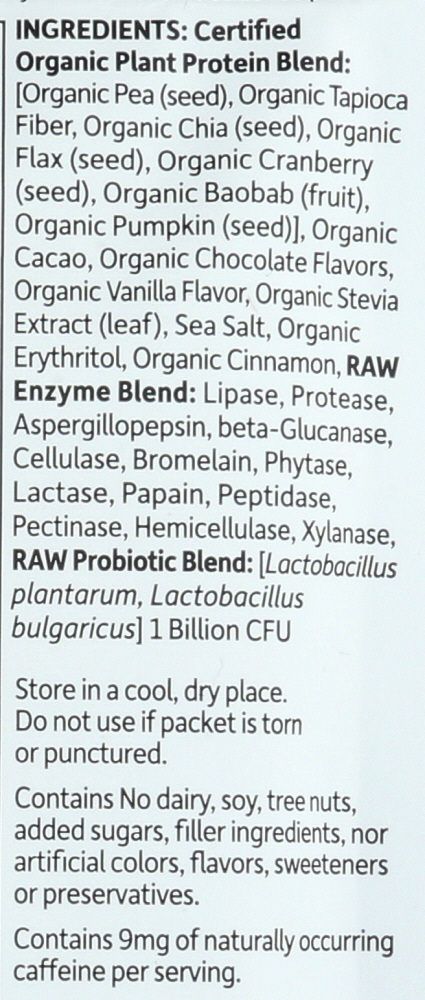 INGREDIENTS: Certified
Organic Plant Protein Blend:
[Organic Pea (seed), Organic Tapioca
Fiber, Organic Chia (seed), Organic
Flax (seed), Organic Cranberry
(seed), Organic Baobab (fruit),
Organic Pumpkin (seed)], Organic
Cacao, Organic Chocolate Flavors,
Organic Vanilla Flavor, Organic Stevia
Extract (leaf), Sea Salt, Organic
Erythritol, Organic Cinnamon, RAW
Enzyme Blend: Lipase, Protease,
Aspergillopepsin, beta-Glucanase,
Cellulase, Bromelain, Phytase,
Lactase, Papain, Peptidase,
Pectinase, Hemicellulase, Xylanase,
RAW Probiotic Blend: [Lactobacillus
plantarum, Lactobacillus
bulgaricus] 1 Billion CFU
Store in a cool, dry place.
Do not use if packet is torn
or punctured.
Contains No dairy, soy, tree nuts,
added sugars, filler ingredients, nor
artificial colors, flavors, sweeteners
or preservatives.
Contains 9mg of naturally occurring
caffeine per serving.